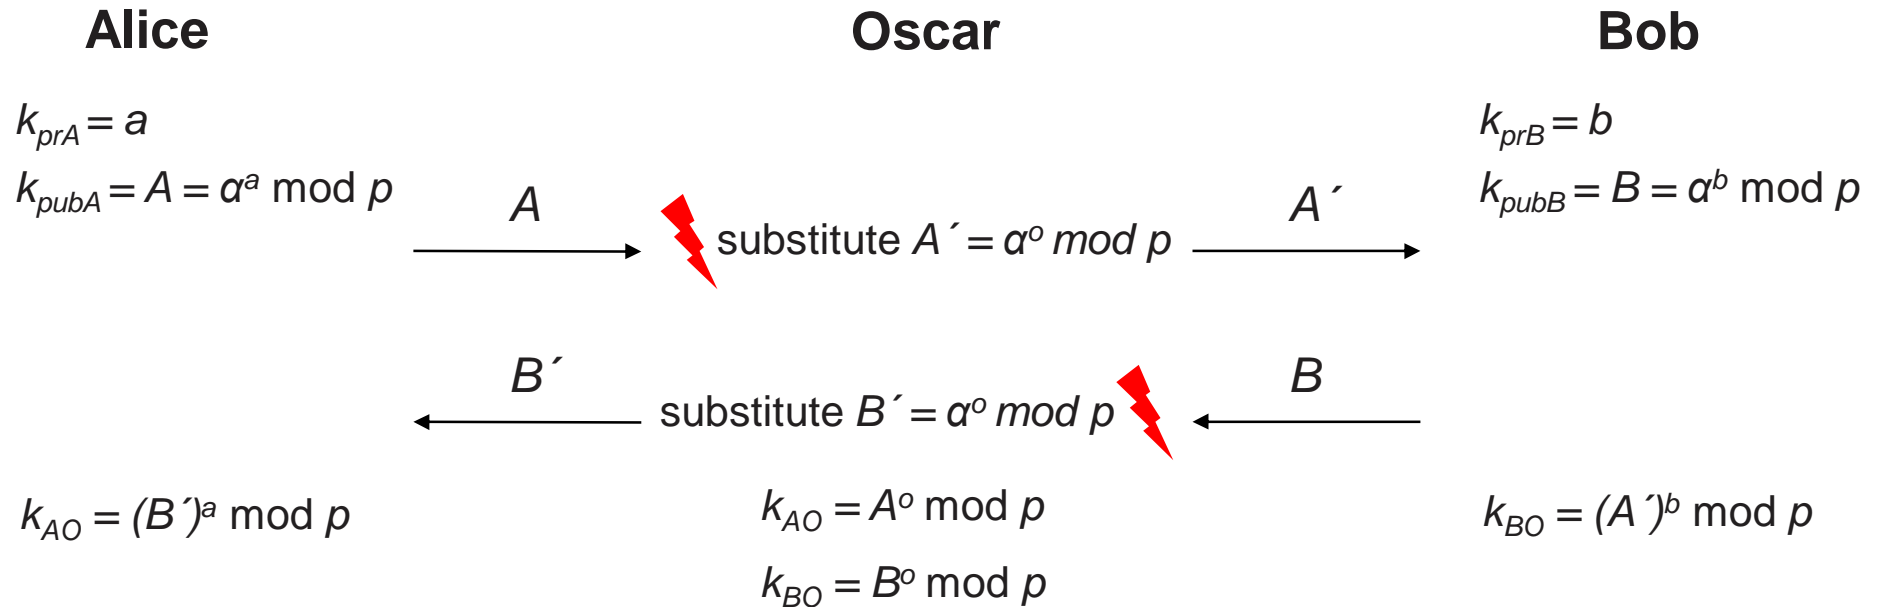 Alice Oscar Bob
k_prA = a k_prB = b
k_pubA = A = α^a mod p k_pubB = B = α^b mod p
A A´
substitute A´ = α^o mod p
B´ B
substitute B´ = α^o mod p
k_AO = (B´)^a mod p k_AO = A^o mod p k_BO = (A´)^b mod p
k_BO = B^o mod p